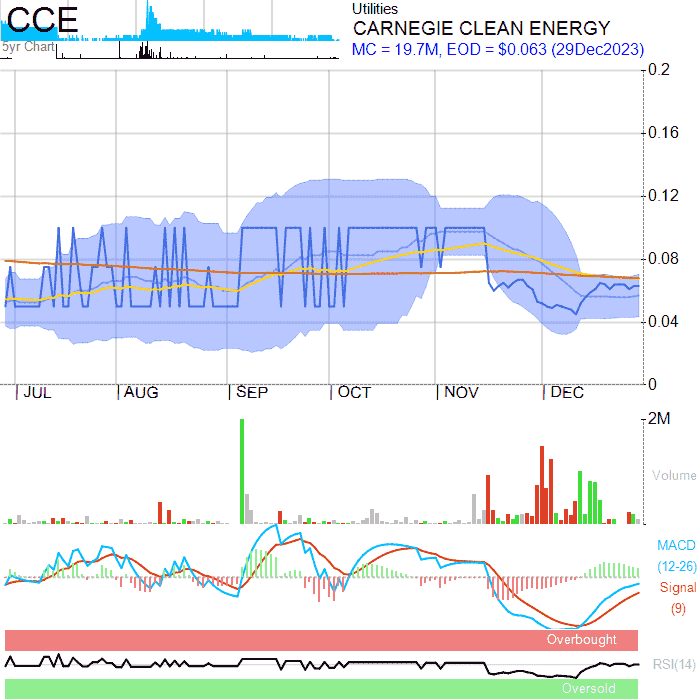 CCE
5yr Chart
Utilities
CARNEGIE CLEAN ENERGY
MC = 19.7M, EOD = $0.063 (29Dec2023)
0.2
0.16
0.12
0.08
0.04
0
JUL AUG SEP OCT NOV DEC
2M
Volume
MACD
(12-26)
Signal
(9)
Overbought
RSI(14)
Oversold